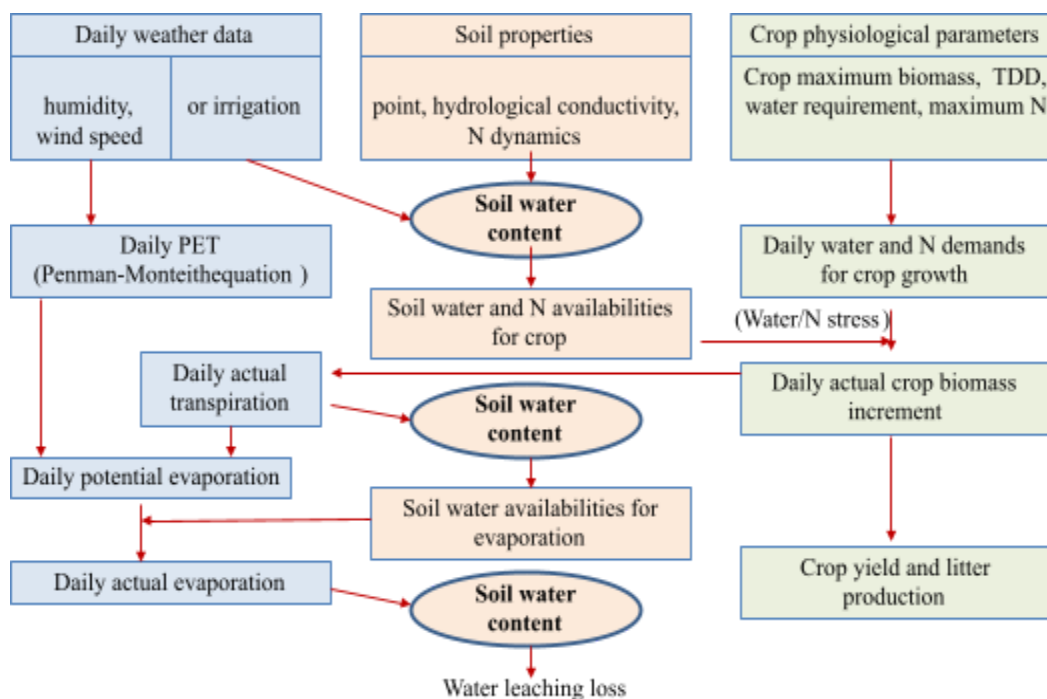 Daily weather data
humidity,
wind speed
or irrigation
Soil properties
point, hydrological conductivity,
N dynamics
Crop physiological parameters
Crop maximum biomass, TDD,
water requirement, maximum N
Soil water
content
Daily PET
(Penman-Monteithequation )
Daily water and N demands
for crop growth
Soil water and N availabilities
for crop
(Water/N stress)
Daily actual
transpiration
Soil water
content
Daily actual crop biomass
increment
Daily potential evaporation
Soil water availabilities for
evaporation
Daily actual evaporation
Soil water
content
Crop yield and litter
production
Water leaching loss